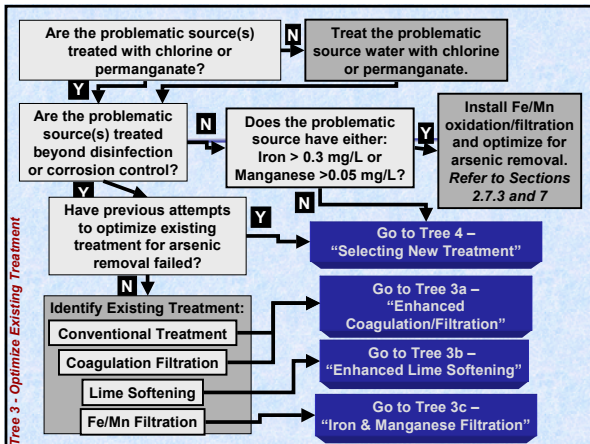 Are the problematic source(s)
treated with chlorine or
permanganate?
N
Treat the problematic
source water with chlorine
or permanganate.
Y
Are the problematic
source(s) treated
beyond disinfection
or corrosion control?
N
Does the problematic
source have either:
Iron > 0.3 mg/L or
Manganese >0.05 mg/L?
Y
Install Fe/Mn
oxidation/filtration
and optimize for
arsenic removal.
Refer to Sections
2.7.3 and 7
Y
N
Have previous attempts
to optimize existing
treatment for arsenic
removal failed?
Y
Go to Tree 4 –
“Selecting New Treatment”
N
Identify Existing Treatment:
Conventional Treatment
Coagulation Filtration
Lime Softening
Fe/Mn Filtration
Go to Tree 3a –
“Enhanced
Coagulation/Filtration”
Go to Tree 3b –
“Enhanced Lime Softening”
Go to Tree 3c –
“Iron & Manganese Filtration”
Tree 3 - Optimize Existing Treatment